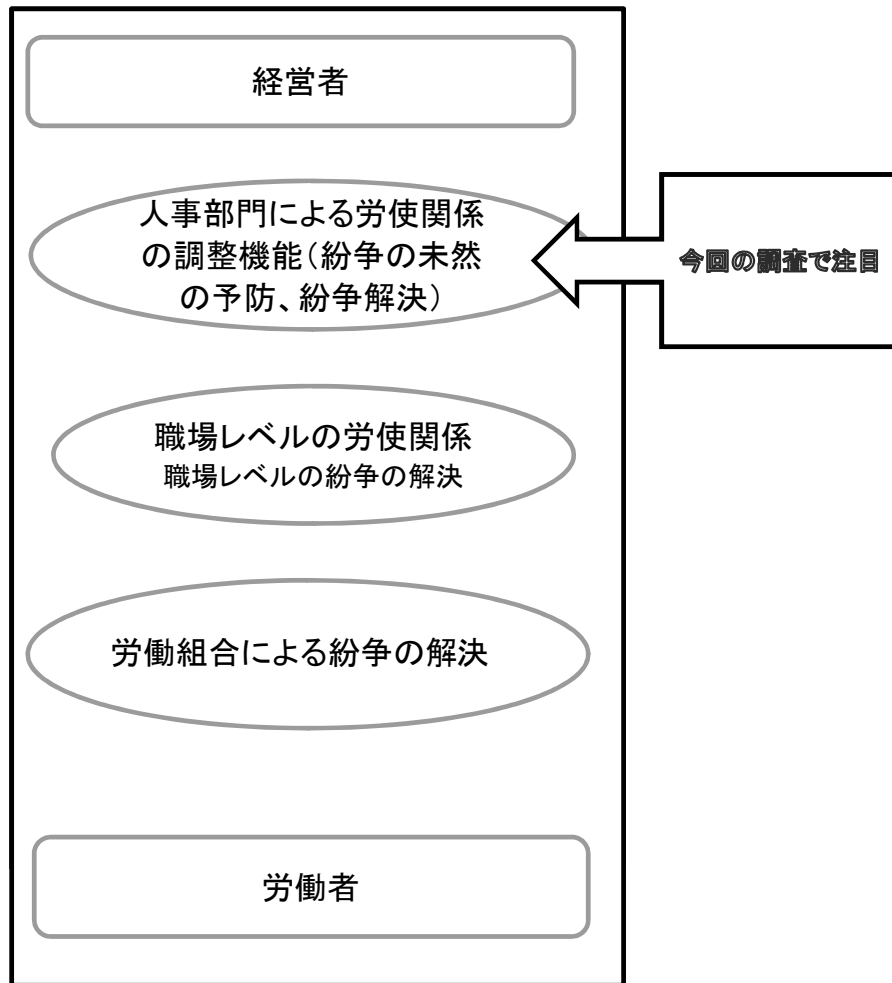 経営者
人事部門による労使関係
の調整機能(紛争の未然
の予防、紛争解決)
今回の調査で注目
職場レベルの労使関係
職場レベルの紛争の解決
労働組合による紛争の解決
労働者